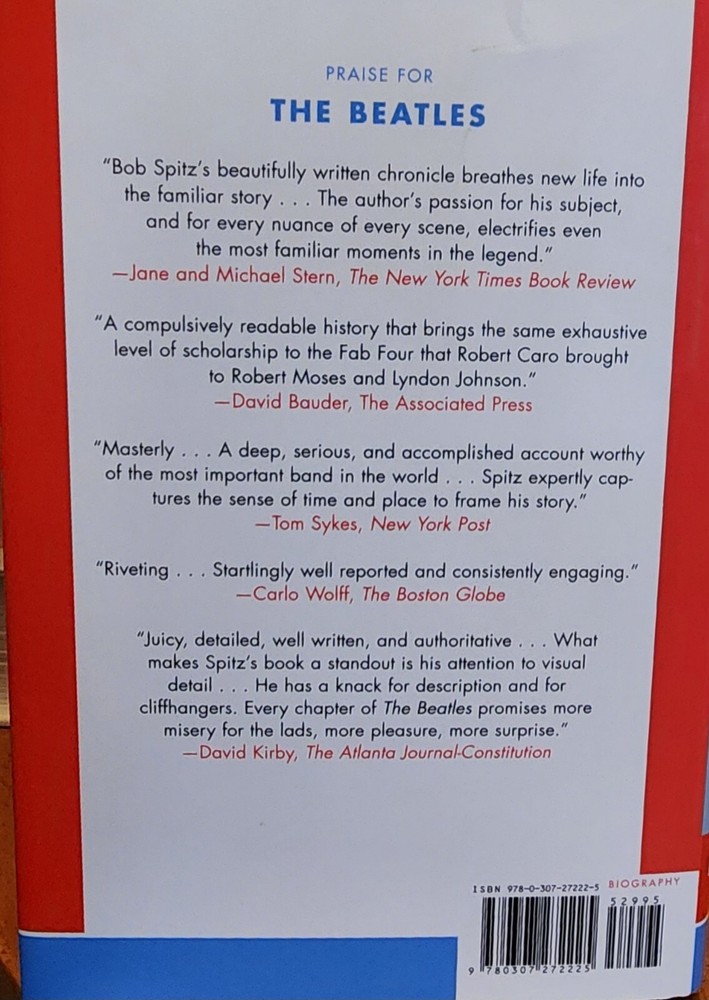 PRAISE FOR
THE BEATLES
“Bob Spitz’s beautifully written chronicle breathes new life into
the familiar story . . . The author’s passion for his subject,
and for every nuance of every scene, electrifies even
the most familiar moments in the legend.”
—Jane and Michael Stern, The New York Times Book Review
“A compulsively readable history that brings the same exhaustive
level of scholarship to the Fab Four that Robert Caro brought
to Robert Moses and Lyndon Johnson.”
—David Bauder, The Associated Press
“Masterly . . . A deep, serious, and accomplished account worthy
of the most important band in the world . . . Spitz expertly cap-
tures the sense of time and place to frame his story.”
—Tom Sykes, New York Post
“Riveting . . . Startlingly well reported and consistently engaging.”
—Carlo Wolff, The Boston Globe
“Juicy, detailed, well written, and authoritative . . . What
makes Spitz’s book a standout is his attention to visual
detail . . . He has a knack for description and for
cliffhangers. Every chapter of The Beatles promises more
misery for the lads, more pleasure, more surprise.”
—David Kirby, The Atlanta Journal-Constitution
ISBN 978-0-307-27222-5 BIOGRAPHY
52995
9 780307 272225